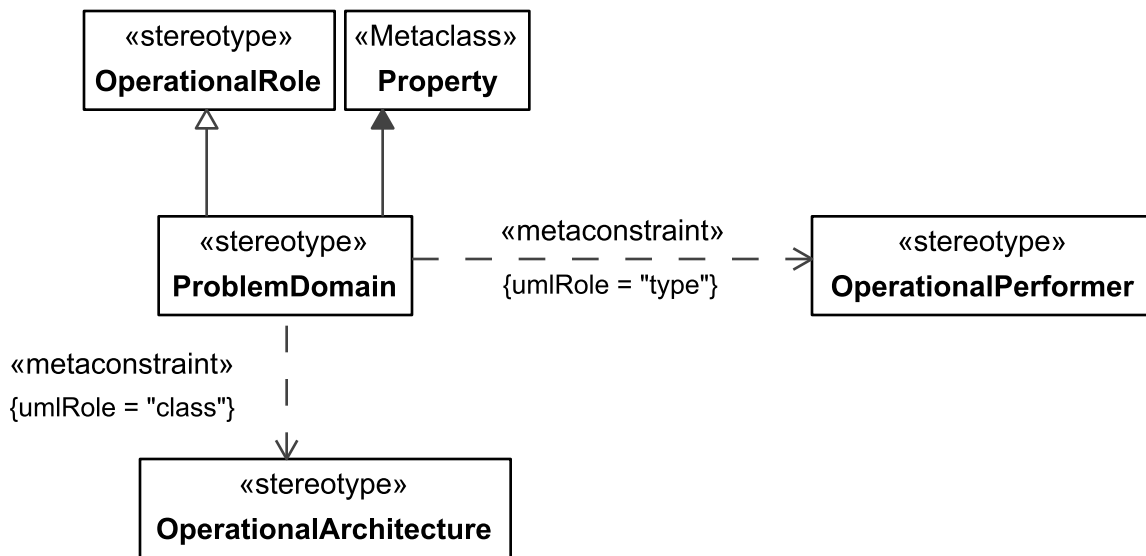 «stereotype»
OperationalRole
«Metaclass»
Property
«stereotype»
ProblemDomain
«metaconstraint»
{umlRole = "type"}
«stereotype»
OperationalPerformer
«metaconstraint»
{umlRole = "class"}
«stereotype»
OperationalArchitecture